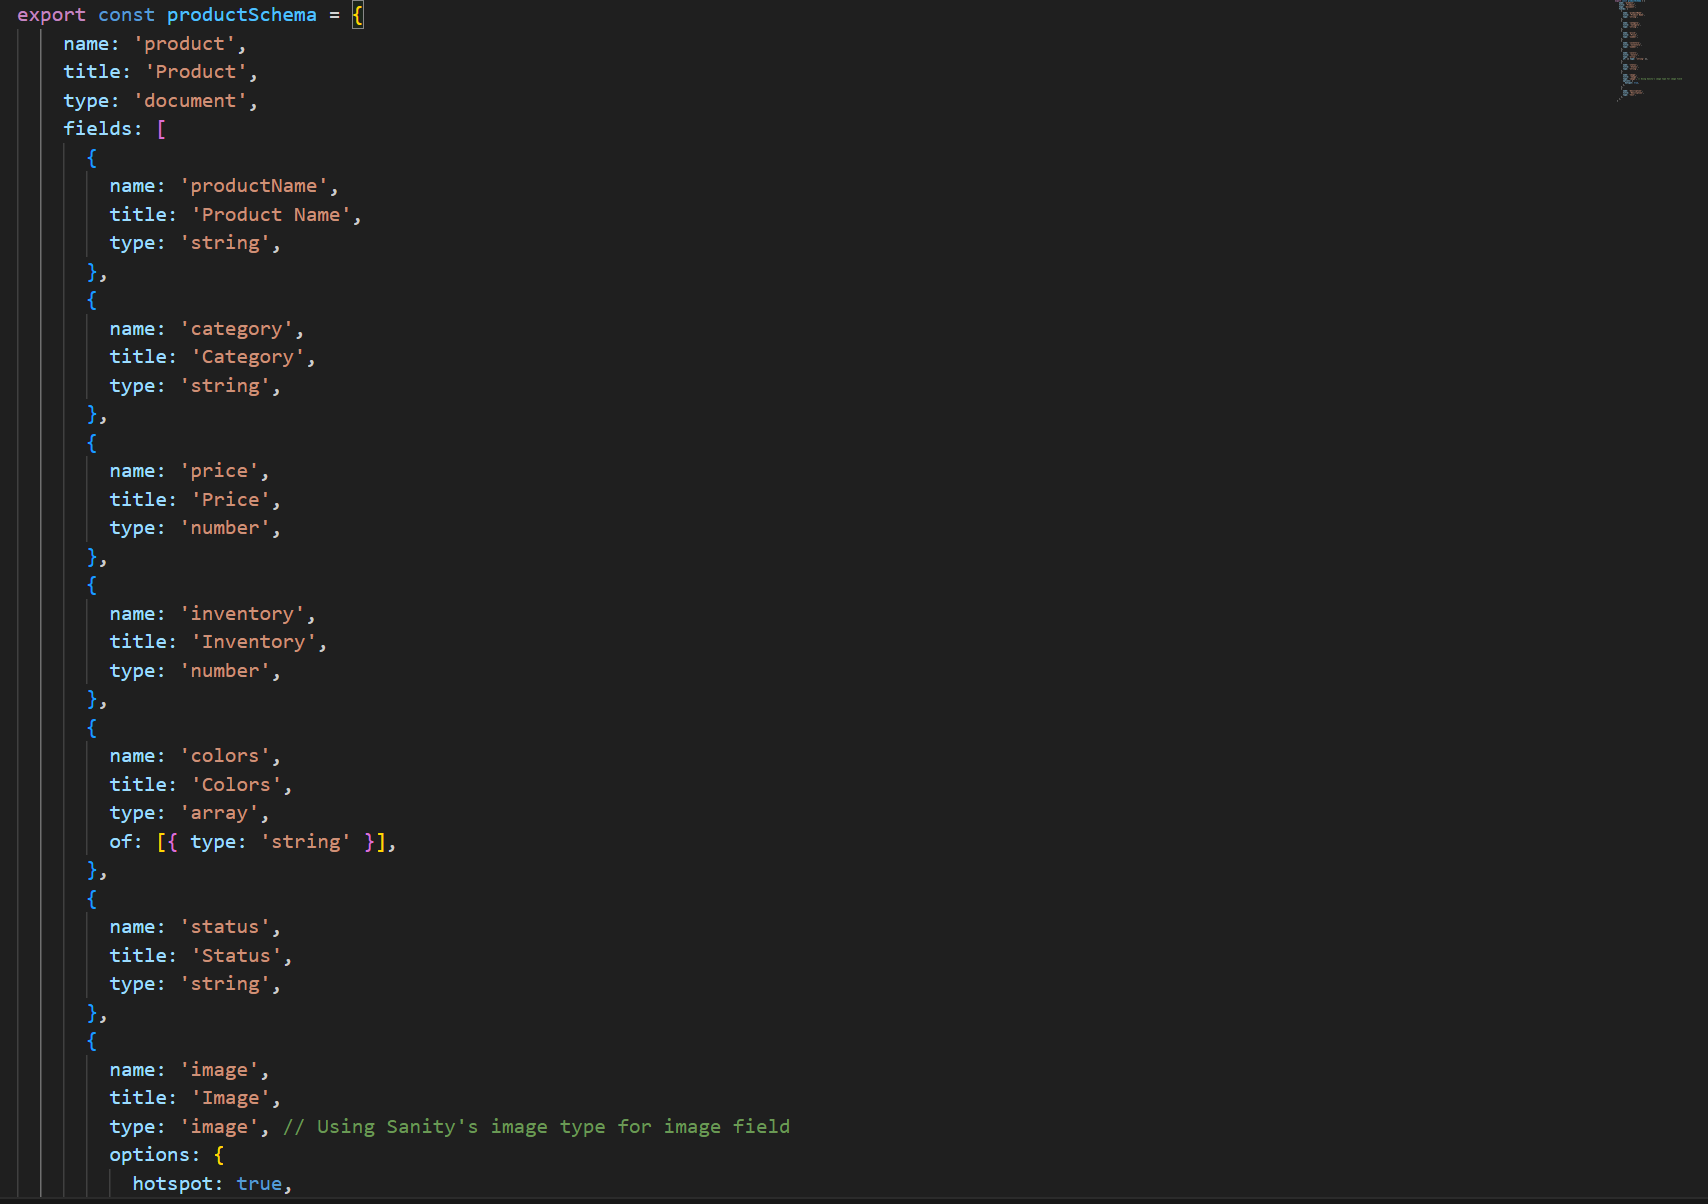 export const productSchema = {
name: 'product',
title: 'Product',
type: 'document',
fields: [
{
name: 'productName',
title: 'Product Name',
type: 'string',
},
{
name: 'category',
title: 'Category',
type: 'string',
},
{
name: 'price',
title: 'Price',
type: 'number',
},
{
name: 'inventory',
title: 'Inventory',
type: 'number',
},
{
name: 'colors',
title: 'Colors',
type: 'array',
of: [{ type: 'string' }],
},
{
name: 'status',
title: 'Status',
type: 'string',
},
{
name: 'image',
title: 'Image',
type: 'image', // Using Sanity's image type for image field
options: {
hotspot: true,